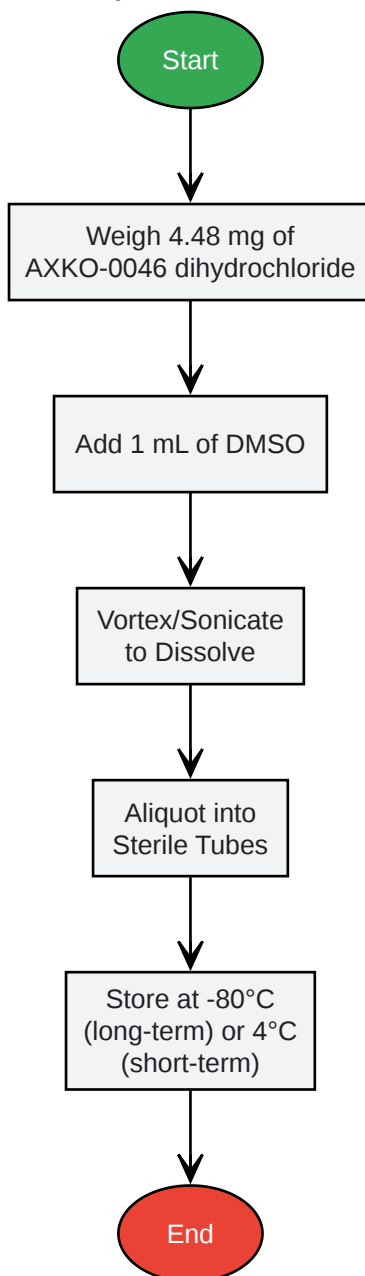 Start
Weigh 4.48 mg of
AXKO-0046 dihydrochloride
Add 1 mL of DMSO
Vortex/Sonicate
to Dissolve
Aliquot into
Sterile Tubes
Store at -80°C
(long-term) or 4°C
(short-term)
End